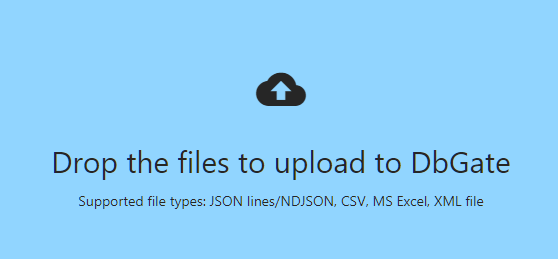 Drop the files to upload to DbGate
Supported file types: JSON lines/NDJSON, CSV, MS Excel, XML file